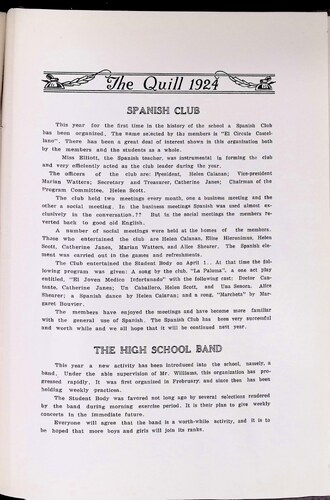 The Quill 1924
SPANISH CLUB
This year for the first time in the history of the school a Spanish Club
has been organized. The name selected by the members is "El Circulo Castel-
lano". There has been a great deal of interest shown in this organization both
by the members and the students as a whole.
Miss Elliott, the Spanish teacher, was instrumental in forming the club
and very efficiently acted as the club leader during the year.
The officers of the club are: President, Helen Calanan; Vice-president
Marian Watters; Secretary and Treasurer, Catherine Janes; Chairman of the
Program Committee, Helen Scott.
The club held two meetings every month, one a business meeting and the
other a social meeting. In the business meetings Spanish was used almost ex-
clusively in the conversation.?? But in the social meetings the members re-
verted back to good old English.
A number of social meetings were held at the homes of the members.
Those who entertained the club are Helen Calanan, Elise Hieronimus, Helen
Scott, Catherine Janes, Marian Watters, and Alice Shearer. The Spanish ele-
ment was carried out in the games and refreshments.
The Club entertained the Student Body on April 1. At that time the fol-
lowing program was given: A song by the club, "La Paloma", a one act play
entitled, "El Joven Medico Infortunado" with the following cast: Doctor Can-
tante, Catherine Janes; Un Caballero, Helen Scott, and Una Senora, Alice
Shearer; a Spanish dance by Helen Calanan; and a song, "Marcheta" by Mar-
garet Bouvier.
The members have enjoyed the meetings and have become more familiar
with the general use of Spanish. The Spanish Club has been very successful
and worth while and we all hope that it will be continued next year.
THE HIGH SCHOOL BAND
This year a new activity has been introduced into the school, namely, a
band. Under the able supervision of Mr. Williams, this organization has pro-
gressed rapidly. It was first organized in February, and since then has been
holding weekly practices.
The Student Body was favored not long ago by several selections rendered
by the band during morning exercise period. It is their plan to give weekly
concerts in the immediate future.
Everyone will agree that the band is a worth-while activity, and it is to
be hoped that more boys and girls will join its ranks.